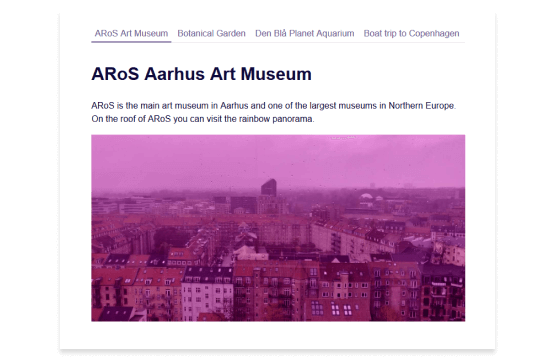 ARoS Art Museum Botanical Garden Den Blå Planet Aquarium Boat trip to Copenhagen
ARoS Aarhus Art Museum
ARoS is the main art museum in Aarhus and one of the largest museums in Northern Europe.
On the roof of ARoS you can visit the rainbow panorama.